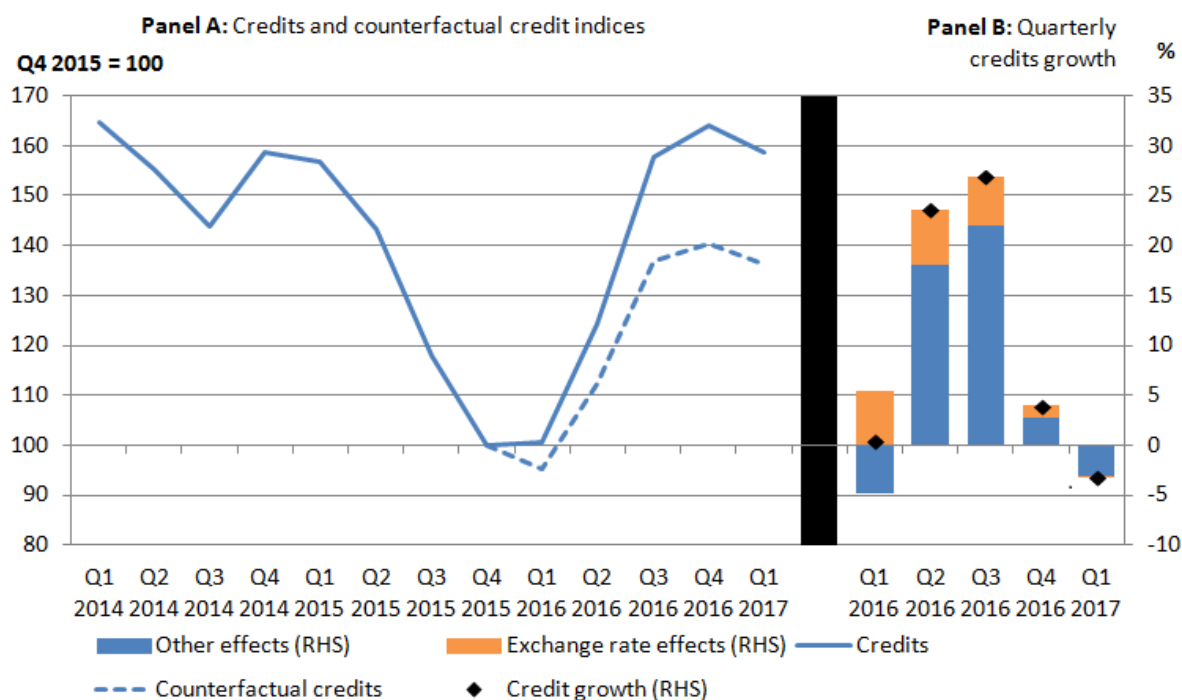 Panel A: Credits and counterfactual credit indices
Panel B: Quarterly
credits growth
%
Q4 2015 = 100
170
160
150
140
130
120
110
100
90
80
35
30
25
20
15
10
5
0
-5
-10
Q1 Q2 Q3 Q4 Q1 Q2 Q3 Q4 Q1 Q2 Q3 Q4 Q1 Q1 Q2 Q3 Q4 Q1
2014 2014 2014 2014 2015 2015 2015 2015 2016 2016 2016 2016 2017 2016 2016 2016 2016 2017
Other effects (RHS) Exchange rate effects (RHS) Credits
Counterfactual credits Credit growth (RHS)